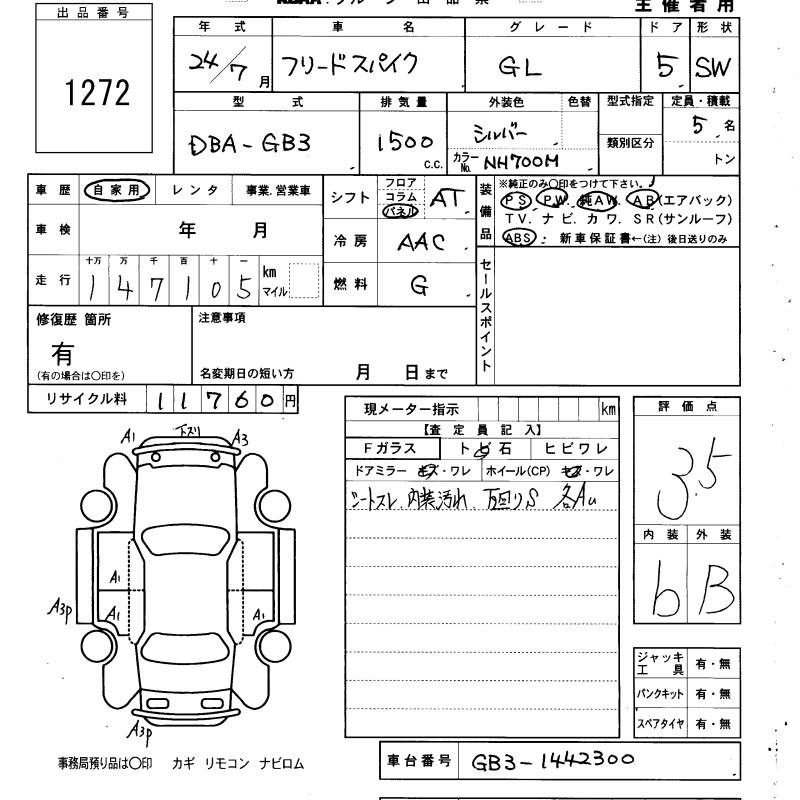 主催者用
出品番号
1272
年式 車名 グレード ドア 形状
24/7月 フリードスパイク GL 5 SW
型式 排気量 外装色 色替 型式指定 定員・積載
DBA-GB3 1500 c.c. シルバー 類別区分 5名
カラーNo. NH700M トン
車歴 自家用 レンタ 事業.営業車
シフト フロア コラム パネル AT
装備品 ※純正のみ〇印をつけて下さい。
PS PW 純AW AB(エアバック)
TV. ナビ. カワ. SR(サンルーフ)
ABS 新車保証書←(注) 後日送りのみ
車検 年 月
冷房 AAC
走行 十万 万 千 百 十 一
147105 km マイル
燃料 G
セールスポイント
修復歴 箇所
有
(有の場合は〇印を)
注意事項
名変期日の短い方 月 日まで
リサイクル料 11760円
現メーター指示 km
【査定員記入】
Fガラス トビ石 ヒビワレ
ドアミラー キズ・ワレ ホイール(CP) キズ・ワレ
シートスレ. 内装汚れ. 下回りS 各AU
評価点
3.5
内装 外装
b B
A1 下ズリ A3
A1
A3P A1 A1
A3P
ジャッキ工具 有・無
パンクキット 有・無
スペアタイヤ 有・無
事務局預り品は〇印 カギ リモコン ナビロム
車台番号 GB3-1442300